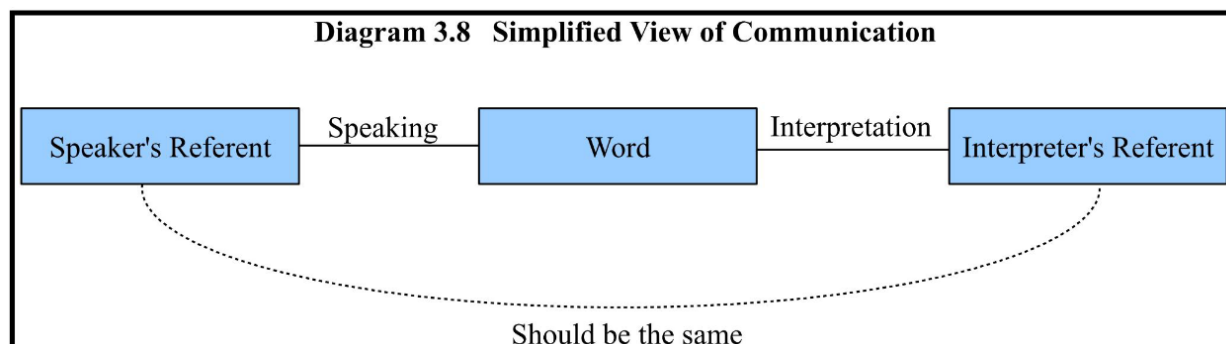 Diagram 3.8   Simplified View of Communication
Speaker's Referent
Speaking
Word
Interpretation
Interpreter's Referent
Should be the same